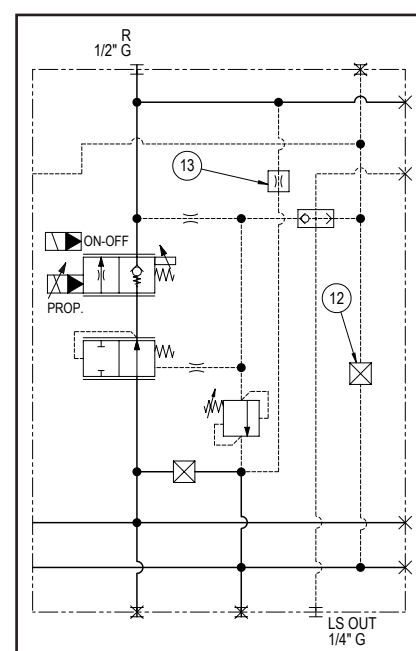 R
1/2" G
13
ON-OFF
PROP.
12
LS OUT
1/4" G